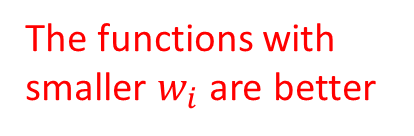 The functions with
smaller $w_i$ are better